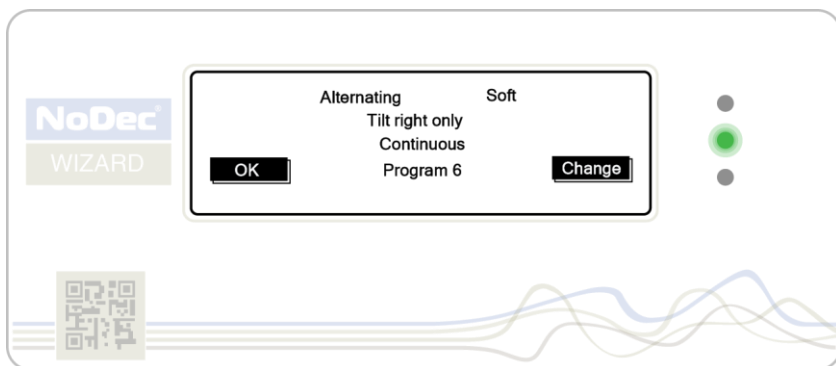 NoDec®
WIZARD
Alternating Soft
Tilt right only
Continuous
OK Program 6 Change